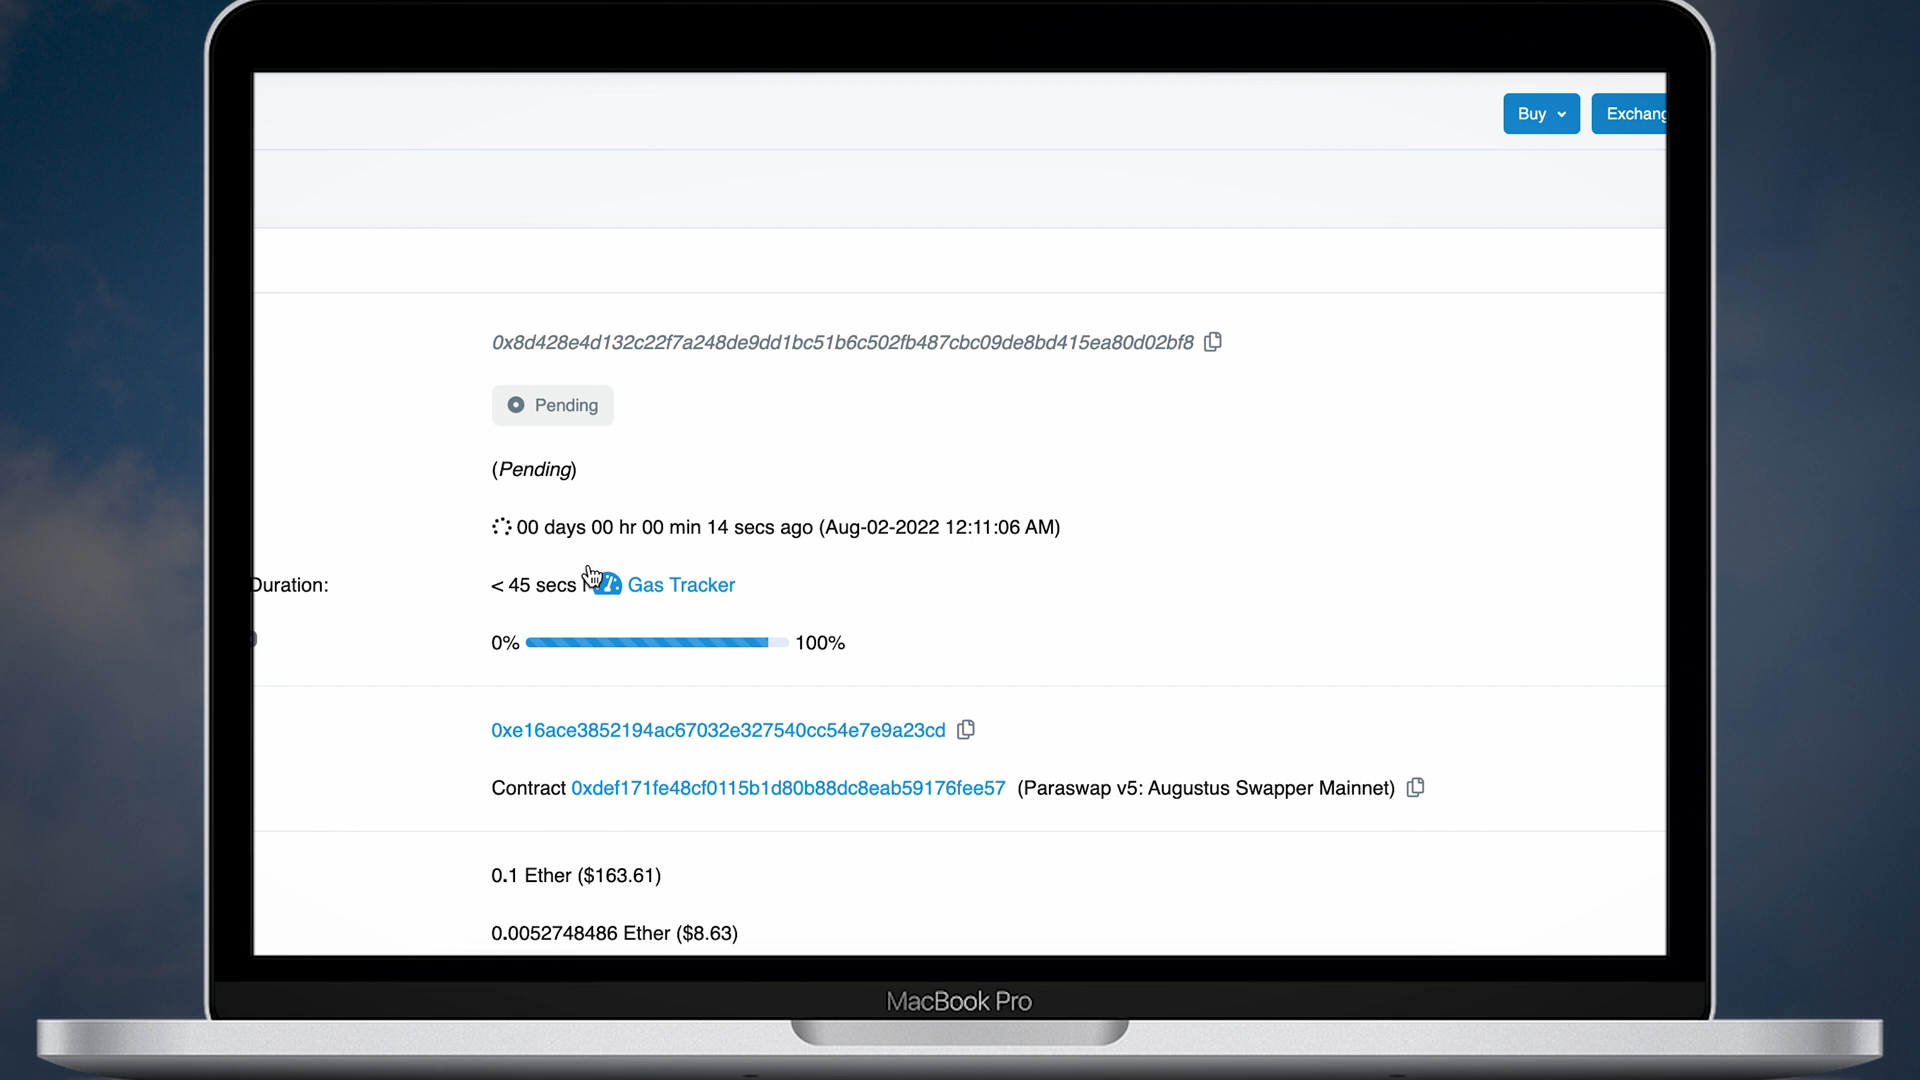 Buy
Exchang
0x8d428e4d132c22f7a248de9dd1bc51b6c502fb487cbc09de8bd415ea80d02bf8
Pending
(Pending)
00 days 00 hr 00 min 14 secs ago (Aug-02-2022 12:11:06 AM)
Duration: < 45 secs Gas Tracker
0% 100%
0xe16ace3852194ac67032e327540cc54e7e9a23cd
Contract 0xdef171fe48cf0115b1d80b88dc8eab59176fee57 (Paraswap v5: Augustus Swapper Mainnet)
0.1 Ether ($163.61)
0.0052748486 Ether ($8.63)
MacBook Pro